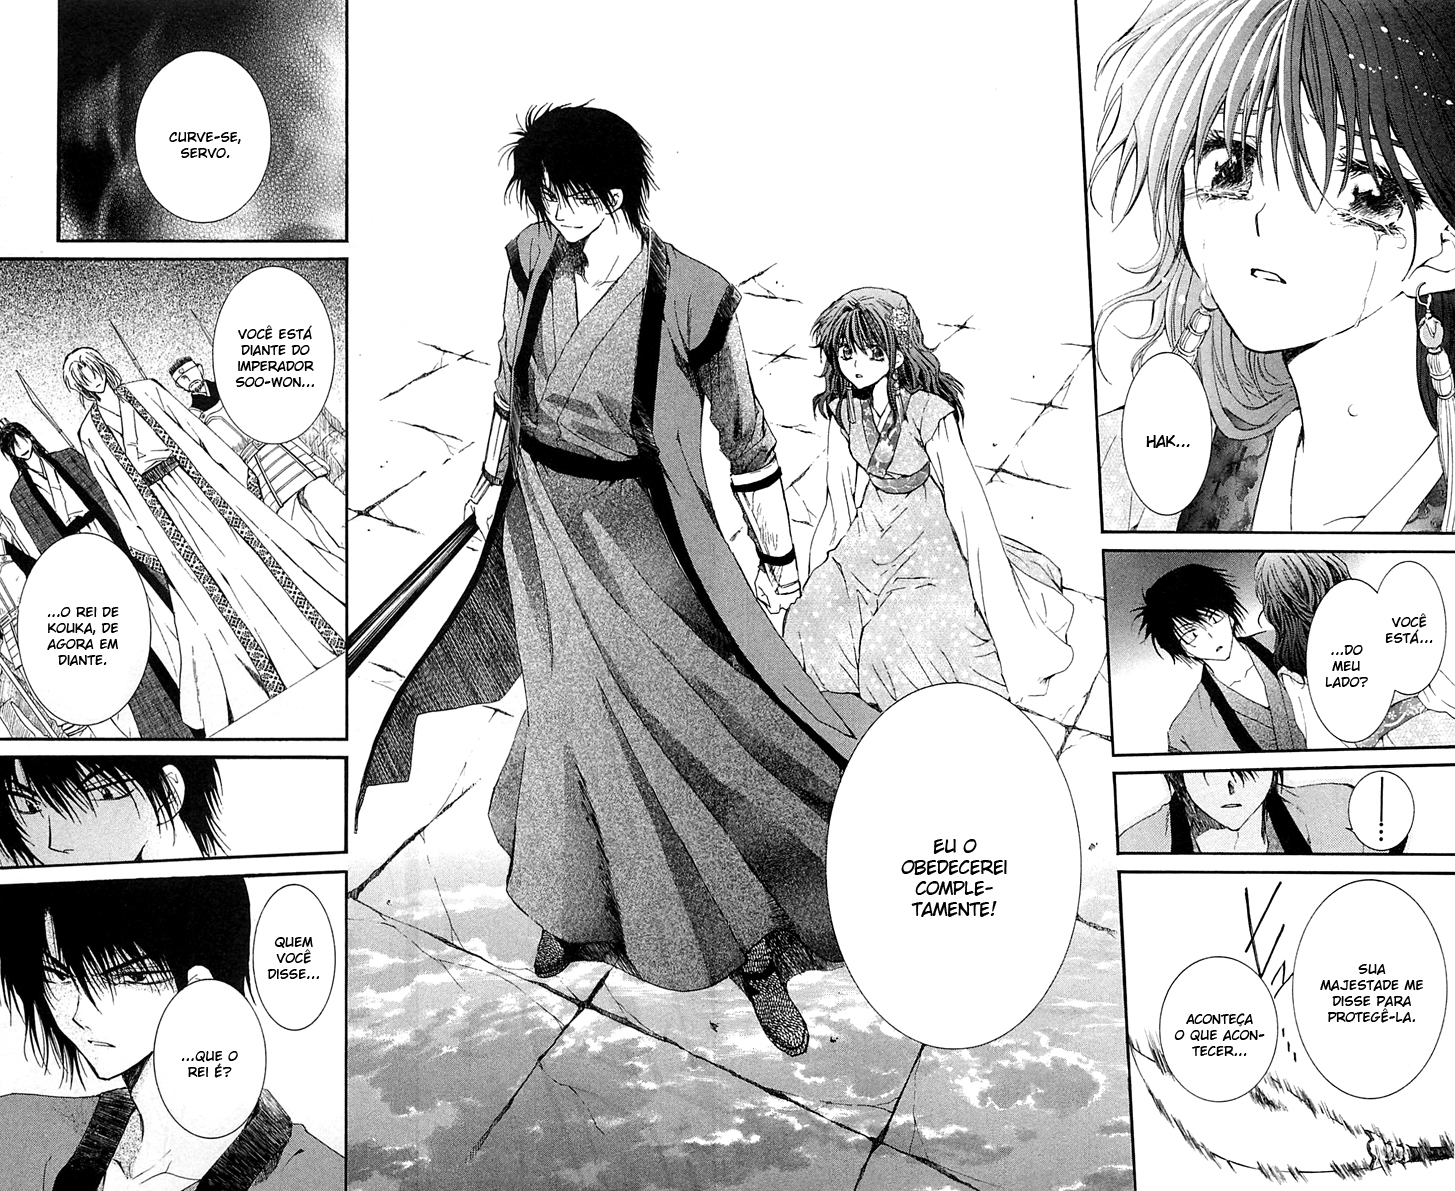 HAK...
VOCÊ
ESTÁ...
...DO
MEU
LADO?
SUA
MAJESTADE ME
DISSE PARA
PROTEGÊ-LA.
ACONTEÇA
O QUE ACON-
TECER...
EU O
OBEDECEREI
COMPLE-
TAMENTE!
CURVE-SE,
SERVO.
VOCÊ ESTÁ
DIANTE DO
IMPERADOR
SOO-WON...
...O REI DE
KOUKA, DE
AGORA EM
DIANTE.
QUEM
VOCÊ
DISSE...
...QUE O
REI É?